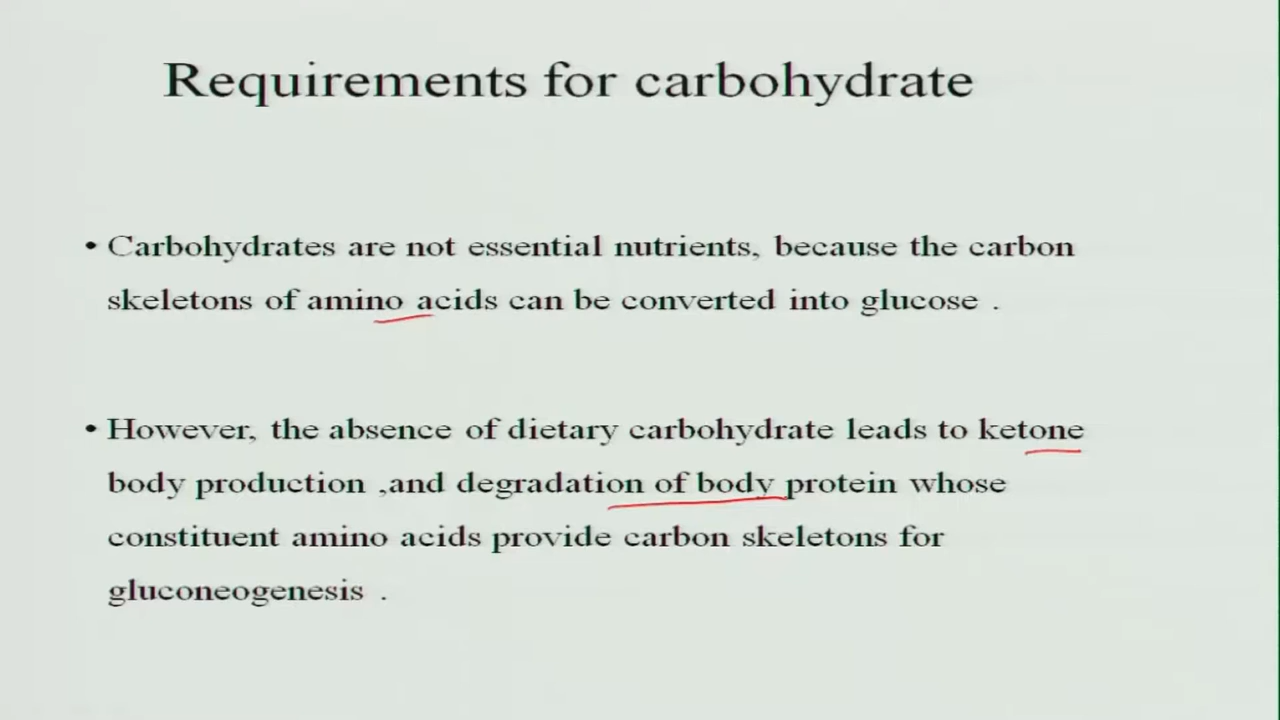 Requirements for carbohydrate
• Carbohydrates are not essential nutrients, because the carbon
skeletons of amino acids can be converted into glucose .
• However, the absence of dietary carbohydrate leads to ketone
body production ,and degradation of body protein whose
constituent amino acids provide carbon skeletons for
gluconeogenesis .